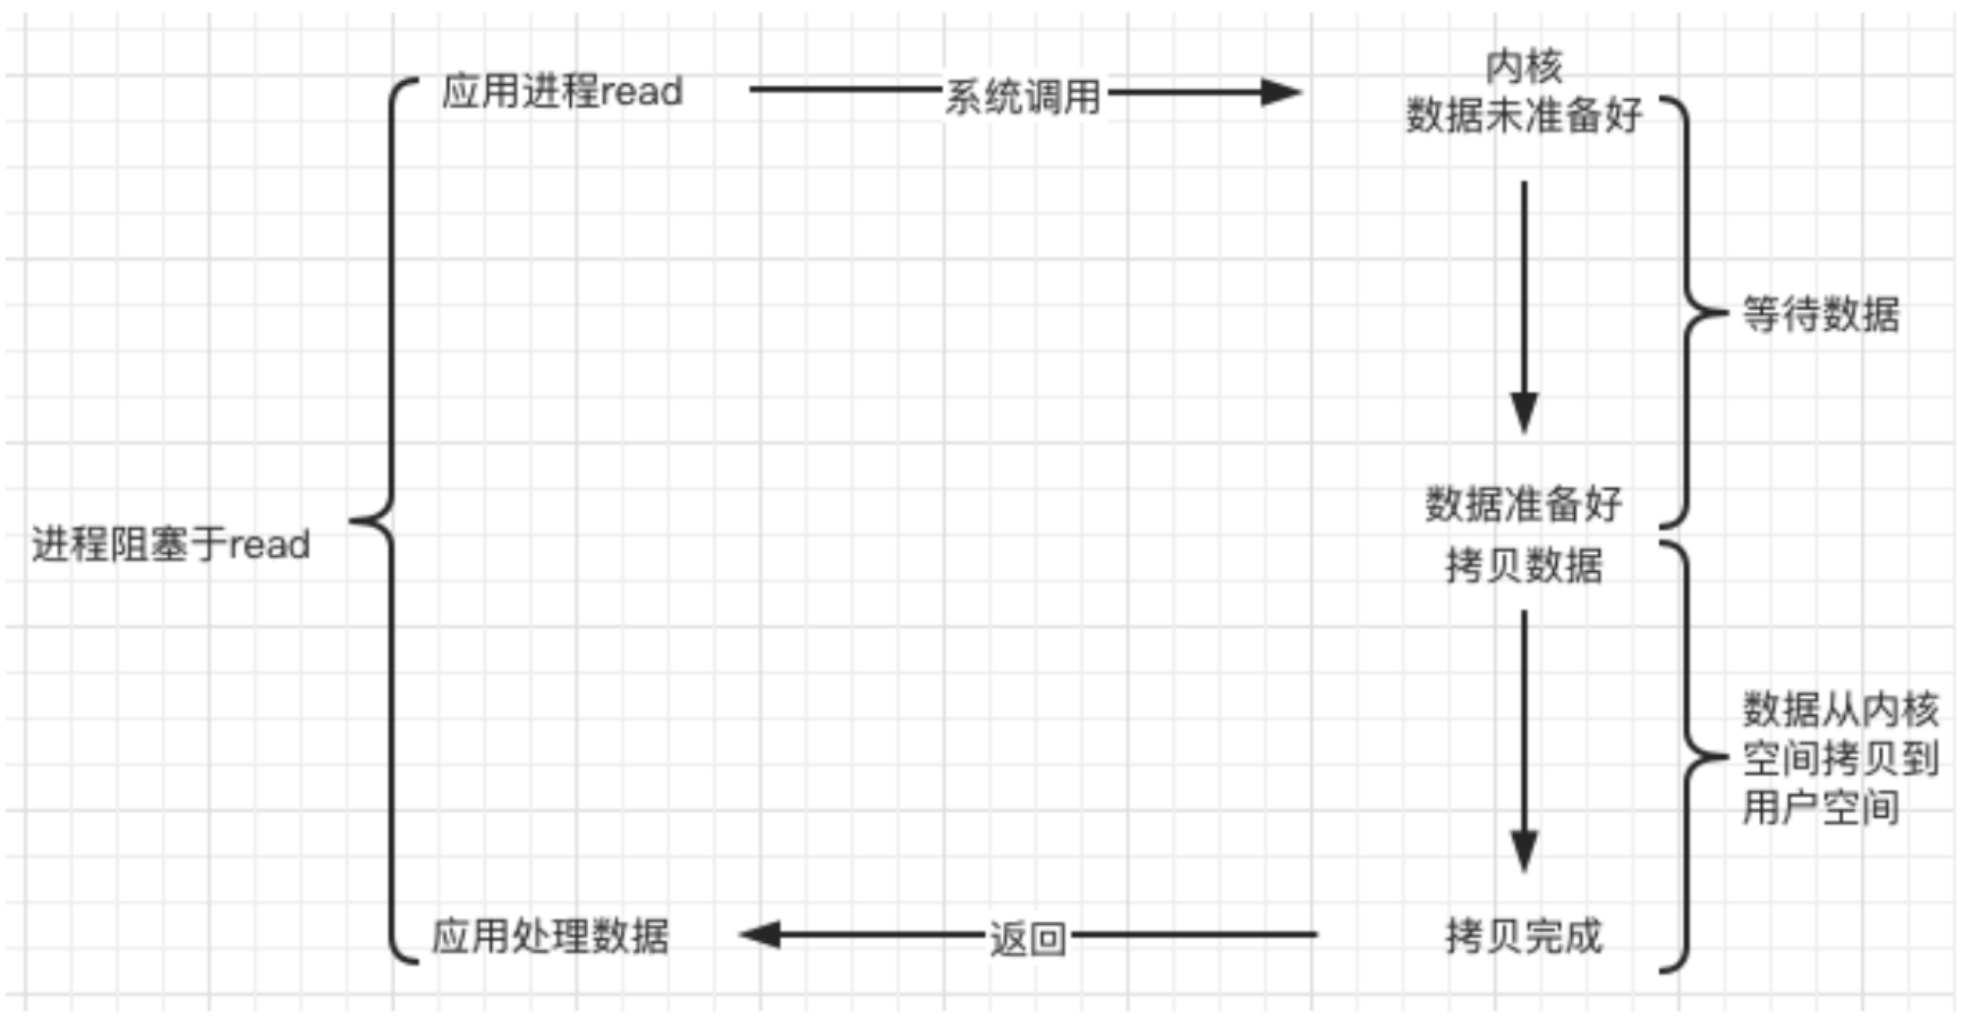 应用进程read
系统调用
内核
数据未准备好
等待数据
数据准备好
进程阻塞于read
拷贝数据
数据从内核
空间拷贝到
用户空间
应用处理数据
返回
拷贝完成